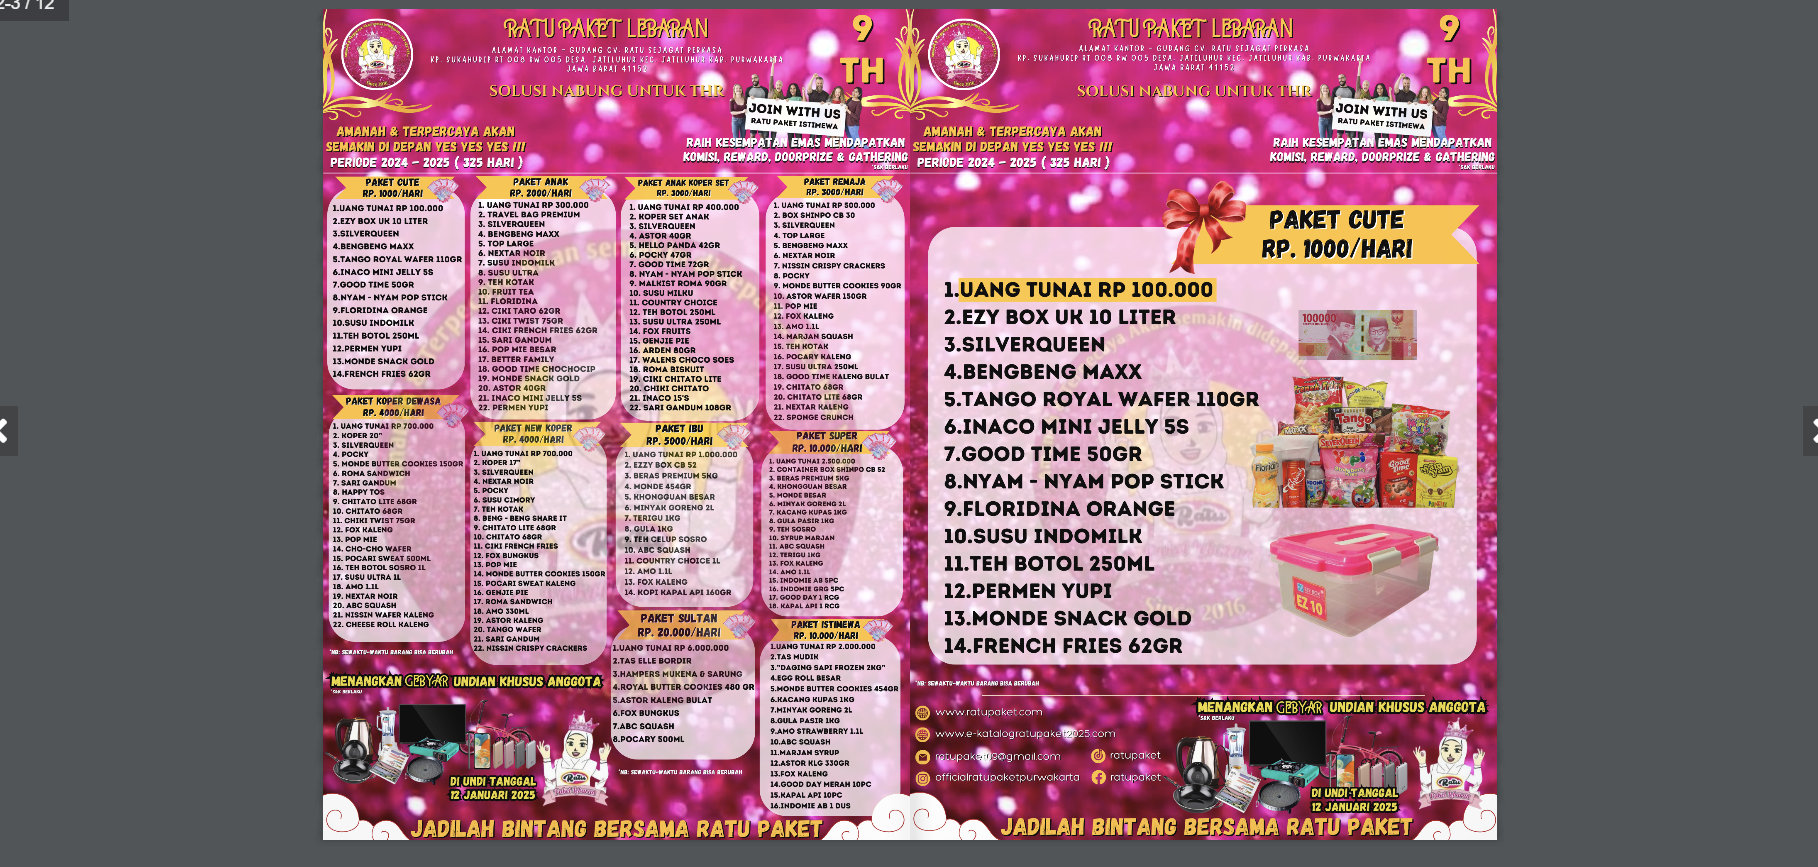 2-3 / 12
RATU PAKET LEBARAN
ALAMAT KANTOR - GUDANG CV. RATU SEJAGAT PERKASA
KP. SUKAHURIP RT 008 RW 005 DESA. JATILUHUR KEC. JATILUHUR KAB. PURWAKARTA
JAWA BARAT 41152
SOLUSI NABUNG UNTUK THR
9
TH
JOIN WITH US
RATU PAKET ISTIMEWA
AMANAH & TERPERCAYA AKAN
SEMAKIN DI DEPAN YES YES YES !!!
PERIODE 2024 - 2025 ( 325 HARI )
RAIH KESEMPATAN EMAS MENDAPATKAN
KOMISI, REWARD, DOORPRIZE & GATHERING
*S&K BERLAKU
PAKET CUTE
RP. 1000/HARI
1.UANG TUNAI RP 100.000
2.EZY BOX UK 10 LITER
3.SILVERQUEEN
4.BENGBENG MAXX
5.TANGO ROYAL WAFER 110GR
6.INACO MINI JELLY 5S
7.GOOD TIME 50GR
8.NYAM - NYAM POP STICK
9.FLORIDINA ORANGE
10.SUSU INDOMILK
11.TEH BOTOL 250ML
12.PERMEN YUPI
13.MONDE SNACK GOLD
14.FRENCH FRIES 62GR
PAKET ANAK
RP. 2000/HARI
1. UANG TUNAI RP 300.000
2. TRAVEL BAG PREMIUM
3. SILVERQUEEN
4. BENGBENG MAXX
5. TOP LARGE
6. NEXTAR NOIR
7. SUSU INDOMILK
8. SUSU ULTRA
9. TEH KOTAK
10. FRUIT TEA
11. FLORIDINA
12. CIKI TARO 62GR
13. CIKI TWIST 75GR
14. CIKI FRENCH FRIES 62GR
15. SARI GANDUM
16. POP MIE BESAR
17. BETTER FAMILY
18. GOOD TIME CHOCHOCIP
19. MONDE SNACK GOLD
20. ASTOR 40GR
21. INACO MINI JELLY 5S
22. PERMEN YUPI
PAKET ANAK KOPER SET
RP. 3000/HARI
1. UANG TUNAI RP 400.000
2. KOPER SET ANAK
3. SILVERQUEEN
4. ASTOR 40GR
5. HELLO PANDA 42GR
6. POCKY 47GR
7. GOOD TIME 72GR
8. NYAM - NYAM POP STICK
9. MALKIST ROMA 90GR
10. SUSU MILKU
11. COUNTRY CHOICE
12. TEH BOTOL 250ML
13. SUSU ULTRA 250ML
14. FOX FRUITS
15. GENJIE PIE
16. ARDEN 80GR
17. WALENS CHOCO SOES
18. ROMA BISKUIT
19. CIKI CHITATO LITE
20. CHIKI CHITATO
21. INACO 15'S
22. SARI GANDUM 108GR
PAKET REMAJA
RP. 3000/HARI
1. UANG TUNAI RP 500.000
2. BOX SHINPO CB 30
3. SILVERQUEEN
4. TOP LARGE
5. BENGBENG MAXX
6. NEXTAR NOIR
7. NISSIN CRISPY CRACKERS
8. POCKY
9. MONDE BUTTER COOKIES 90GR
10. ASTOR WAFER 150GR
11. POP MIE
12. FOX KALENG
13. AMO 1.1L
14. MARJAN SQUASH
15. TEH KOTAK
16. POCARY KALENG
17. SUSU ULTRA 250ML
18. GOOD TIME KALENG BULAT
19. CHITATO 68GR
20. CHITATO LITE 68GR
21. NEXTAR KALENG
22. SPONGE CRUNCH
PAKET KOPER DEWASA
RP. 4000/HARI
1. UANG TUNAI RP 700.000
2. KOPER 20"
3. SILVERQUEEN
4. POCKY
5. MONDE BUTTER COOKIES 150GR
6. ROMA SANDWICH
7. SARI GANDUM
8. HAPPY TOS
9. CHITATO LITE 68GR
10. CHITATO 68GR
11. CHIKI TWIST 75GR
12. FOX KALENG
13. POP MIE
14. CHO-CHO WAFER
15. POCARI SWEAT 500ML
16. TEH BOTOL SOSRO 1L
17. SUSU ULTRA 1L
18. AMO 1.1L
19. NEXTAR NOIR
20. ABC SQUASH
21. NISSIN WAFER KALENG
22. CHEESE ROLL KALENG
PAKET NEW KOPER
RP. 4000/HARI
1. UANG TUNAI RP 700.000
2. KOPER 17"
3. SILVERQUEEN
4. NEXTAR NOIR
5. POCKY
6. SUSU CIMORY
7. TEH KOTAK
8. BENG - BENG SHARE IT
9. CHITATO LITE 68GR
10. CHITATO 68GR
11. CIKI FRENCH FRIES
12. FOX BUNGKUS
13. POP MIE
14. MONDE BUTTER COOKIES 150GR
15. POCARI SWEAT KALENG
16. GENJIE PIE
17. ROMA SANDWICH
18. AMO 330ML
19. ASTOR KALENG
20. TANGO WAFER
21. SARI GANDUM
22. NISSIN CRISPY CRACKERS
PAKET IBU
RP. 5000/HARI
1. UANG TUNAI RP 1.000.000
2. EZZY BOX CB 52
3. BERAS PREMIUM 5KG
4. MONDE 454GR
5. KHONGGUAN BESAR
6. MINYAK GORENG 2L
7. TERIGU 1KG
8. GULA 1KG
9. TEH CELUP SOSRO
10. ABC SQUASH
11. COUNTRY CHOICE 1L
12. AMO 1.1L
13. FOX KALENG
14. KOPI KAPAL API 160GR
PAKET SUPER
RP. 10.000/HARI
1. UANG TUNAI 2.500.000
2. CONTAINER BOX SHIMPO CB 52
3. BERAS PREMIUM 5KG
4. KHONGGUAN BESAR
5. MONDE BESAR
6. MINYAK GORENG 2L
7. KACANG KUPAS 1KG
8. GULA PASIR 1KG
9. TEH SOSRO
10. SYRUP MARJAN
11. ABC SQUASH
12. TERIGU 1KG
13. FOX KALENG
14. AMO 1.1L
15. INDOMIE AB 5PC
16. INDOMIE GRG 5PC
17. GOOD DAY 1 RCG
18. KAPAL API 1 RCG
PAKET SULTAN
RP. 20.000/HARI
1.UANG TUNAI RP 6.000.000
2.TAS ELLE BORDIR
3.HAMPERS MUKENA & SARUNG
4.ROYAL BUTTER COOKIES 480 GR
5.ASTOR KALENG BULAT
6.FOX BUNGKUS
7.ABC SQUASH
8.POCARY 500ML
PAKET ISTIMEWA
RP. 10.000/HARI
1.UANG TUNAI RP 2.000.000
2.TAS MUDIK
3."DAGING SAPI FROZEN 2KG"
4.EGG ROLL BESAR
5.MONDE BUTTER COOKIES 454GR
6.KACANG KUPAS 1KG
7.MINYAK GORENG 2L
8.GULA PASIR 1KG
9.AMO STRAWBERRY 1.1L
10.ABC SQUASH
11.MARJAN SYRUP
12.ASTOR KLG 330GR
13.FOX KALENG
14.GOOD DAY MERAH 10PC
15.KAPAL API 10PC
16.INDOMIE AB 1 DUS
*NB: SEWAKTU-WAKTU BARANG BISA BERUBAH
*NB: SEWAKTU-WAKTU BARANG BISA BERUBAH
MENANGKAN GEBYAR UNDIAN KHUSUS ANGGOTA
*S&K BERLAKU
DI UNDI TANGGAL
12 JANUARI 2025
Ratu
JADILAH BINTANG BERSAMA RATU PAKET
RATU PAKET LEBARAN
ALAMAT KANTOR - GUDANG CV. RATU SEJAGAT PERKASA
KP. SUKAHURIP RT 008 RW 005 DESA. JATILUHUR KEC. JATILUHUR KAB. PURWAKARTA
JAWA BARAT 41152
SOLUSI NABUNG UNTUK THR
9
TH
JOIN WITH US
RATU PAKET ISTIMEWA
AMANAH & TERPERCAYA AKAN
SEMAKIN DI DEPAN YES YES YES !!!
PERIODE 2024 - 2025 ( 325 HARI )
RAIH KESEMPATAN EMAS MENDAPATKAN
KOMISI, REWARD, DOORPRIZE & GATHERING
*S&K BERLAKU
PAKET CUTE
RP. 1000/HARI
1.UANG TUNAI RP 100.000
2.EZY BOX UK 10 LITER
3.SILVERQUEEN
4.BENGBENG MAXX
5.TANGO ROYAL WAFER 110GR
6.INACO MINI JELLY 5S
7.GOOD TIME 50GR
8.NYAM - NYAM POP STICK
9.FLORIDINA ORANGE
10.SUSU INDOMILK
11.TEH BOTOL 250ML
12.PERMEN YUPI
13.MONDE SNACK GOLD
14.FRENCH FRIES 62GR
100000
Tango
EZ 10
Since 2016
*NB: SEWAKTU-WAKTU BARANG BISA BERUBAH
www.ratupaket.com
www.e-katalogratupaket2025.com
ratupaket09@gmail.com
ratupaket
officialratupaketpurwakarta
ratupaket
MENANGKAN GEBYAR UNDIAN KHUSUS ANGGOTA
*S&K BERLAKU
DI UNDI TANGGAL
12 JANUARI 2025
Ratu
JADILAH BINTANG BERSAMA RATU PAKET